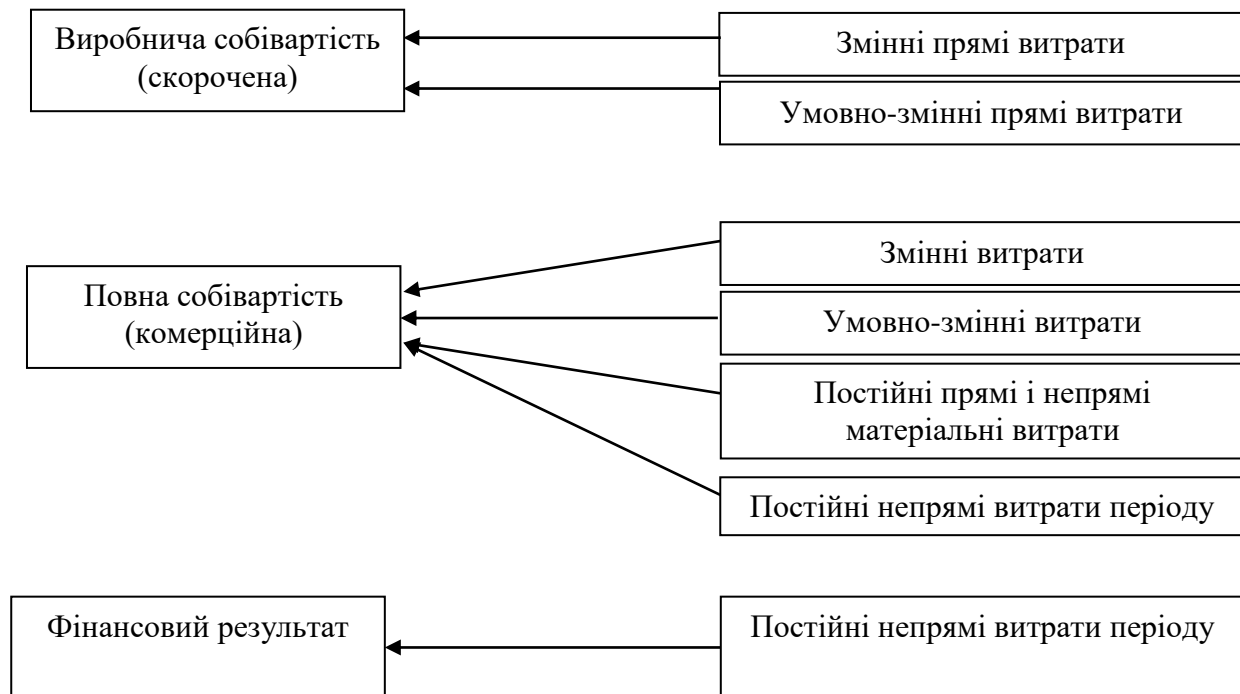 Виробнича собівартість
(скорочена)
Змінні прямі витрати
Умовно-змінні прямі витрати
Повна собівартість
(комерційна)
Змінні витрати
Умовно-змінні витрати
Постійні прямі і непрямі
матеріальні витрати
Постійні непрямі витрати періоду
Фінансовий результат
Постійні непрямі витрати періоду